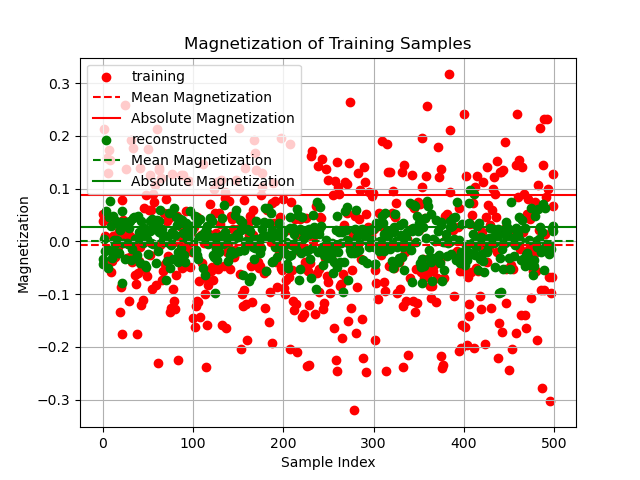 Magnetization of Training Samples
training
Mean Magnetization
Absolute Magnetization
reconstructed
Mean Magnetization
Absolute Magnetization
Magnetization
0.3
0.2
0.1
0.0
−0.1
−0.2
−0.3
0 100 200 300 400 500
Sample Index